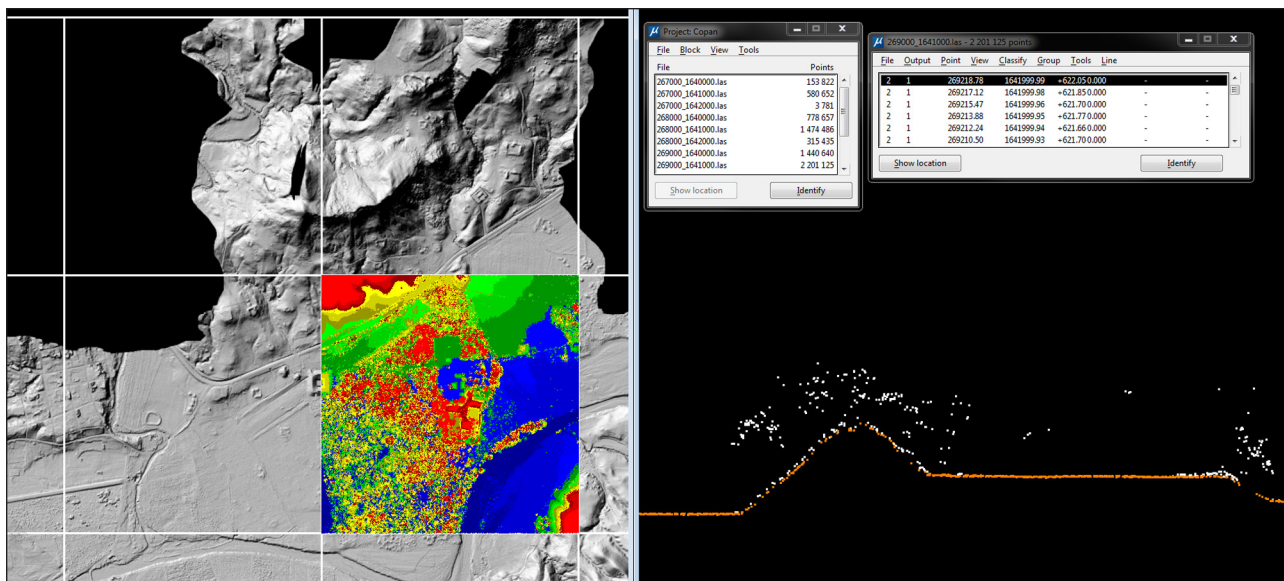 Project: Copan
File Block View Tools
File Points
267000_1640000.las 153 822
267000_1641000.las 580 652
267000_1642000.las 3 781
268000_1640000.las 778 657
268000_1641000.las 1 474 486
268000_1642000.las 315 435
269000_1640000.las 1 440 640
269000_1641000.las 2 201 125
Show location Identify
269000_1641000.las - 2 201 125 points
File Output Point View Classify Group Tools Line
2 1 269218.78 1641999.99 +622.05 0.000 - -
2 1 269217.12 1641999.98 +621.85 0.000 - -
2 1 269215.47 1641999.96 +621.70 0.000 - -
2 1 269213.88 1641999.95 +621.77 0.000 - -
2 1 269212.24 1641999.94 +621.66 0.000 - -
2 1 269210.50 1641999.93 +621.70 0.000 - -
Show location Identify